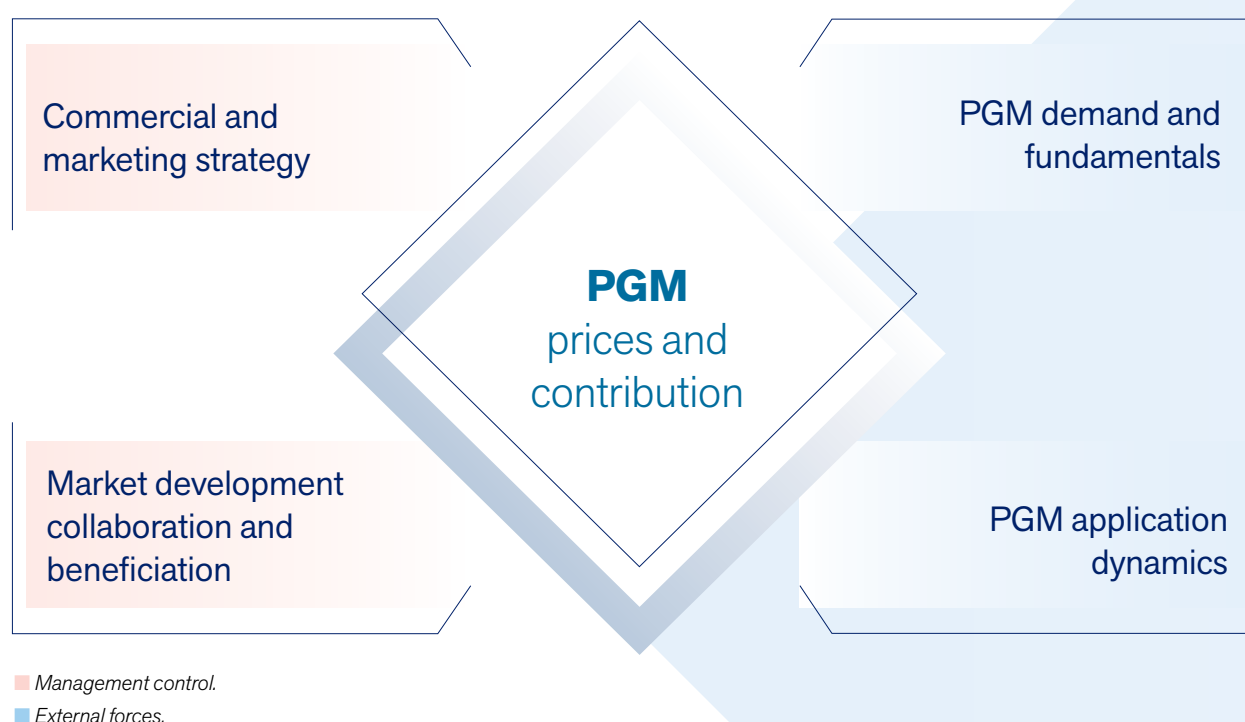 Commercial and
marketing strategy
PGM demand and
fundamentals
PGM
prices and
contribution
Market development
collaboration and
beneficiation
PGM application
dynamics
Management control.
External forces.